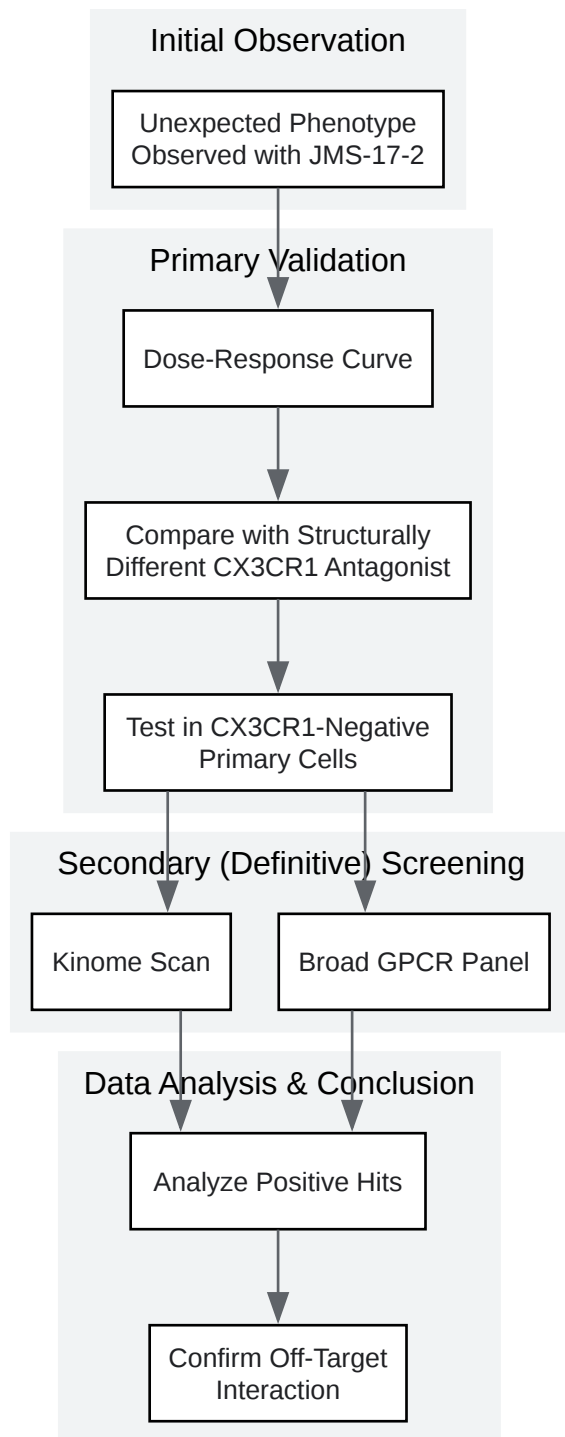 Initial Observation
Unexpected Phenotype
Observed with JMS-17-2
Primary Validation
Dose-Response Curve
Compare with Structurally
Different CX3CR1 Antagonist
Test in CX3CR1-Negative
Primary Cells
Secondary (Definitive) Screening
Kinome Scan
Broad GPCR Panel
Data Analysis & Conclusion
Analyze Positive Hits
Confirm Off-Target
Interaction